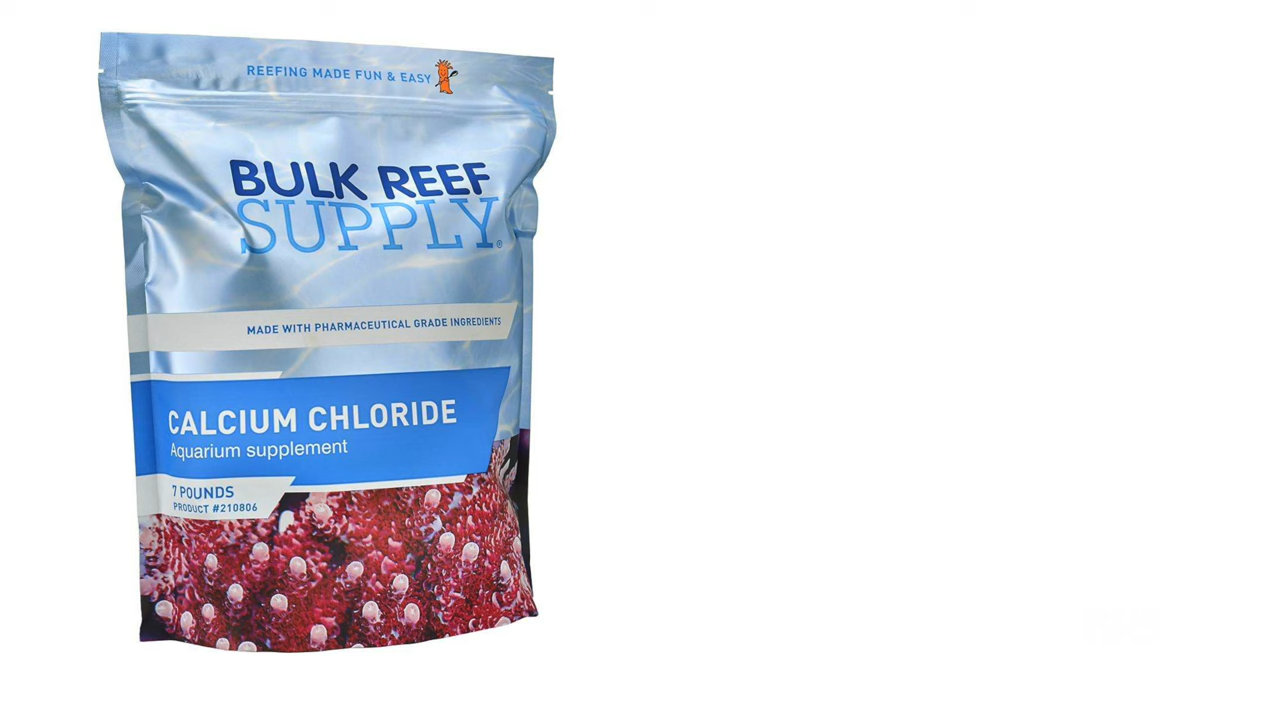 REEFING MADE FUN & EASY
BULK REEF
SUPPLY®
MADE WITH PHARMACEUTICAL GRADE INGREDIENTS
CALCIUM CHLORIDE
Aquarium supplement
7 POUNDS
PRODUCT #210806